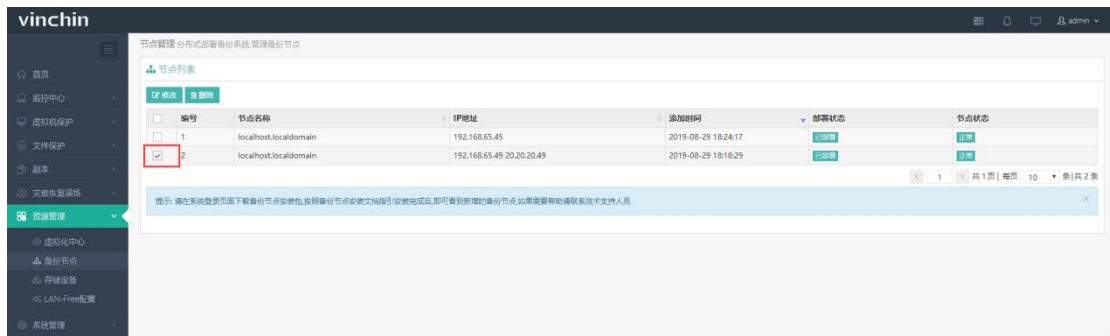 vinchin
admin
节点管理 分布式部署备份系统,管理备份节点
首页
监控中心
虚拟机保护
文件保护
副本
灾难恢复演练
资源管理
虚拟化中心
备份节点
存储设备
LAN-Free配置
系统管理
节点列表
修改 删除
编号 节点名称 IP地址 添加时间 部署状态 节点状态
1 localhost.localdomain 192.168.65.45 2019-08-29 18:24:17 已部署 正常
2 localhost.localdomain 192.168.65.49 20.20.20.49 2019-08-29 18:18:29 已部署 正常
< 1 > 共1页| 每页 10 条|共2条
提示: 请在系统登录页面下载备份节点安装包,按照备份节点安装文档指引安装完成后,即可看到新增的备份节点,如果需要帮助请联系技术支持人员